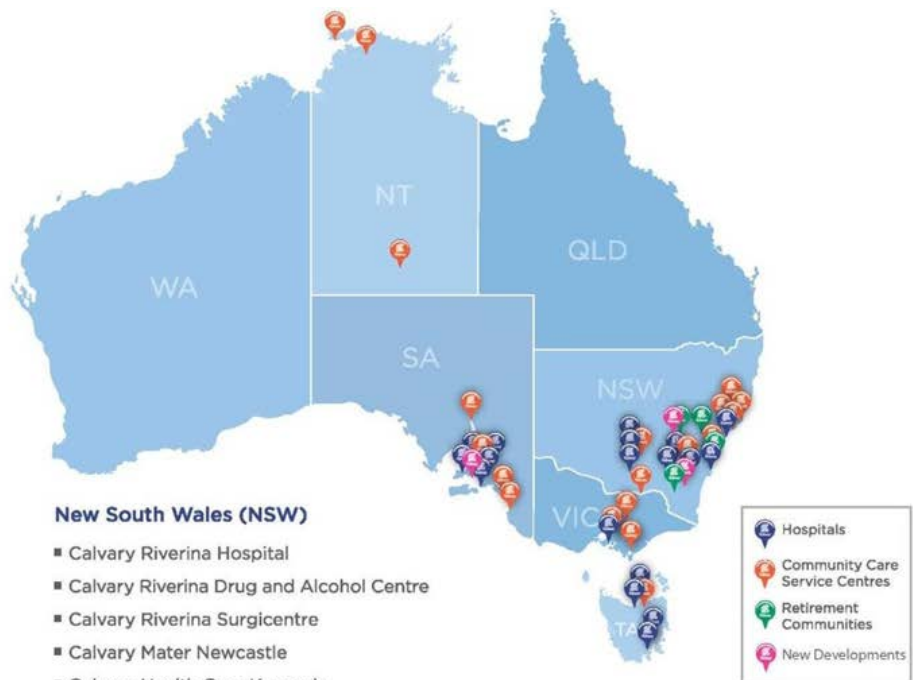 NT
QLD
WA
SA
NSW
VIC
New South Wales (NSW)
▪ Calvary Riverina Hospital
▪ Calvary Riverina Drug and Alcohol Centre
▪ Calvary Riverina Surgicentre
▪ Calvary Mater Newcastle
Hospitals
Community Care
Service Centres
Retirement
Communities
New Developments